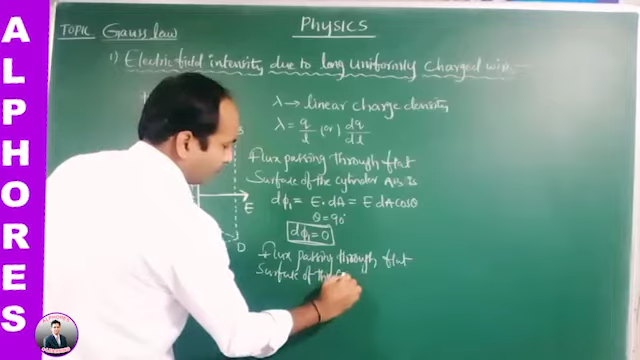 ALPHORES
TOPIC Gauss law
Physics
1) Electric field intensity due to long uniformly charged wire
λ → linear charge density
λ = q/l (or) dq/dl
Flux passing through flat
Surface of the cylinder AB is
dφ₁ = E·dA = E dA cosθ
θ = 90°
dφ₁ = 0
Flux passing through flat
Surface of the
B
E
D